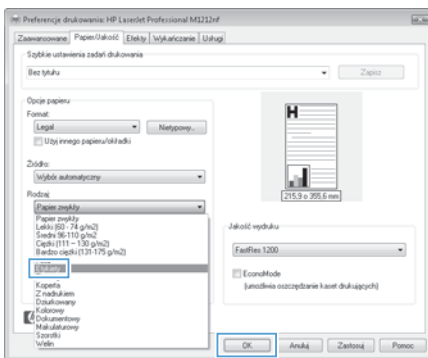 Preferencje drukowania: HP LaserJet Professional M1212nf
Zaawansowane Papier/Jakość Efekty Wykańczanie Usługi
Szybkie ustawienia zadań drukowania
Bez tytułu
Zapisz
Opcje papieru
Format:
Legal
Nietypowy...
Użyj innego papieru/okładki
Źródło:
Wybór automatyczny
Rodzaj:
Papier zwykły
Papier zwykły
Lekki (60 - 74 g/m2)
Średni 96-110 g/m2
Ciężki (111 – 130 g/m2)
Bardzo ciężki (131-175 g/m2)
Etykiety
Koperta
Z nadrukiem
Dziurkowany
Kolorowy
Dokumentowy
Makulaturowy
Szorstki
Welin
H
215,9 o 355,6 mm
Jakość wydruku
FastRes 1200
EconoMode
(umożliwia oszczędzanie kaset drukujących)
OK Anuluj Zastosuj Pomoc